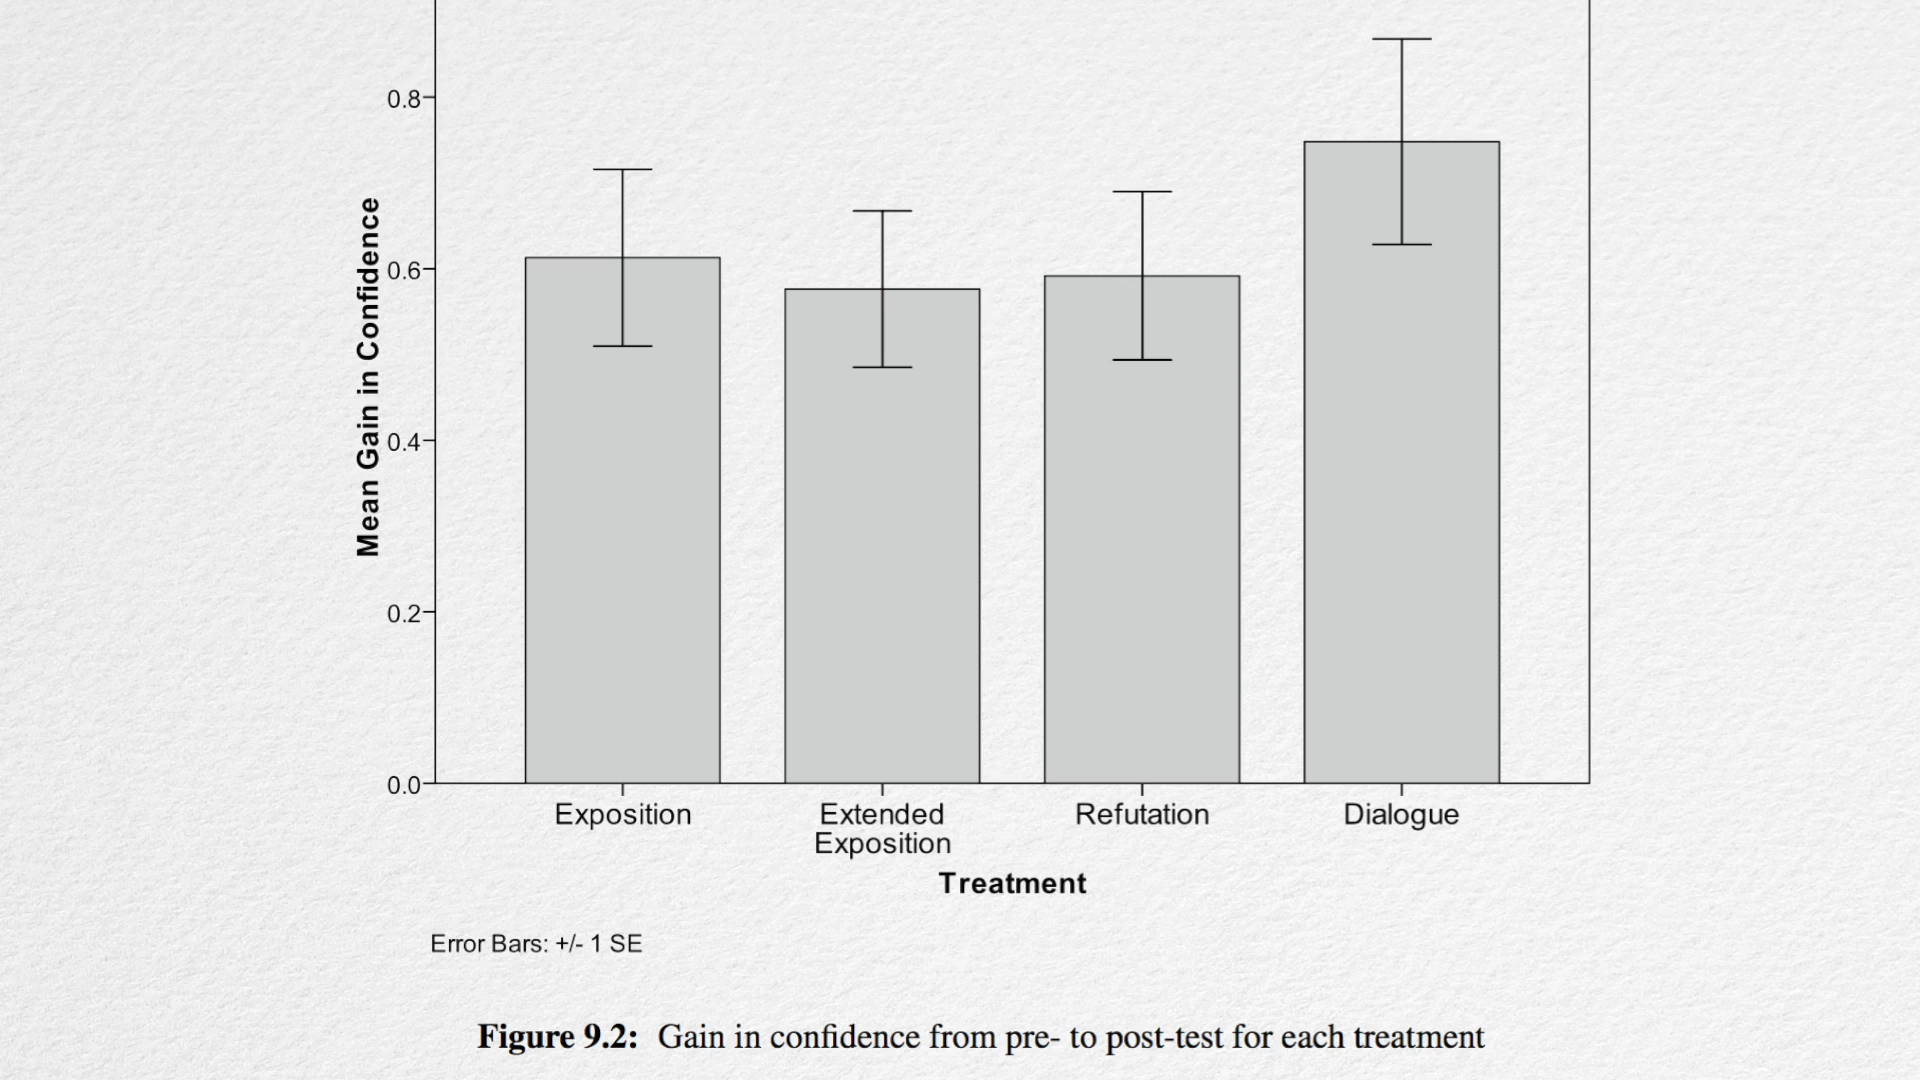 0.8
0.6
0.4
0.2
0.0
Mean Gain in Confidence
Exposition
Extended
Exposition
Refutation
Dialogue
Treatment
Error Bars: +/- 1 SE
Figure 9.2: Gain in confidence from pre- to post-test for each treatment